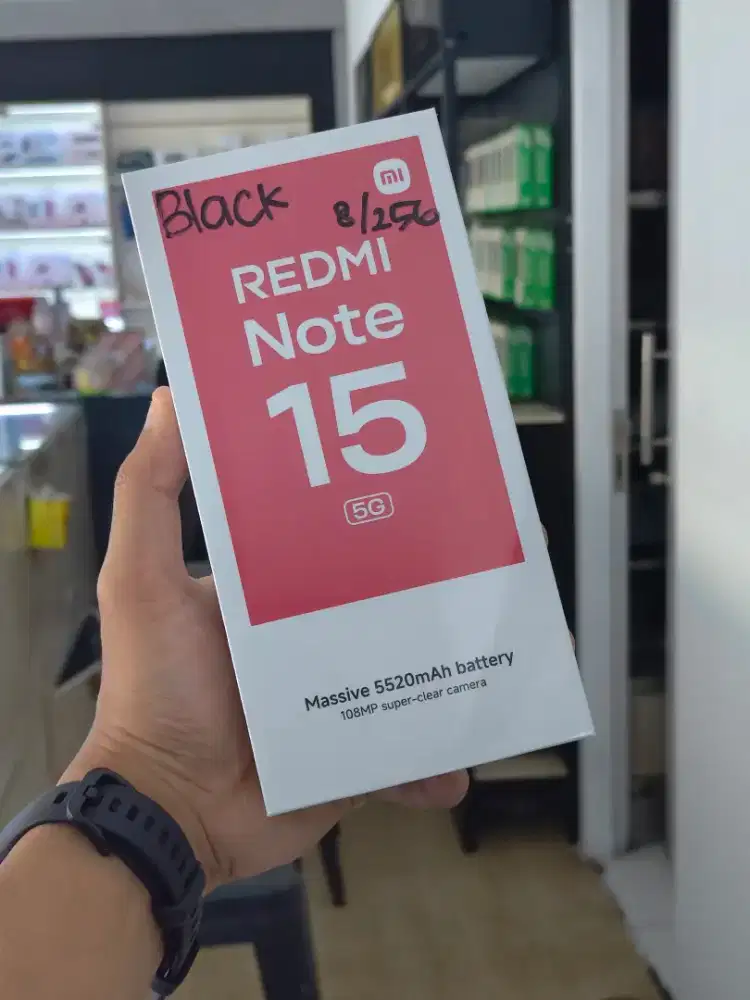 mi
Black 8/256
REDMI
Note
15
5G
Massive 5520mAh battery
108MP super-clear camera